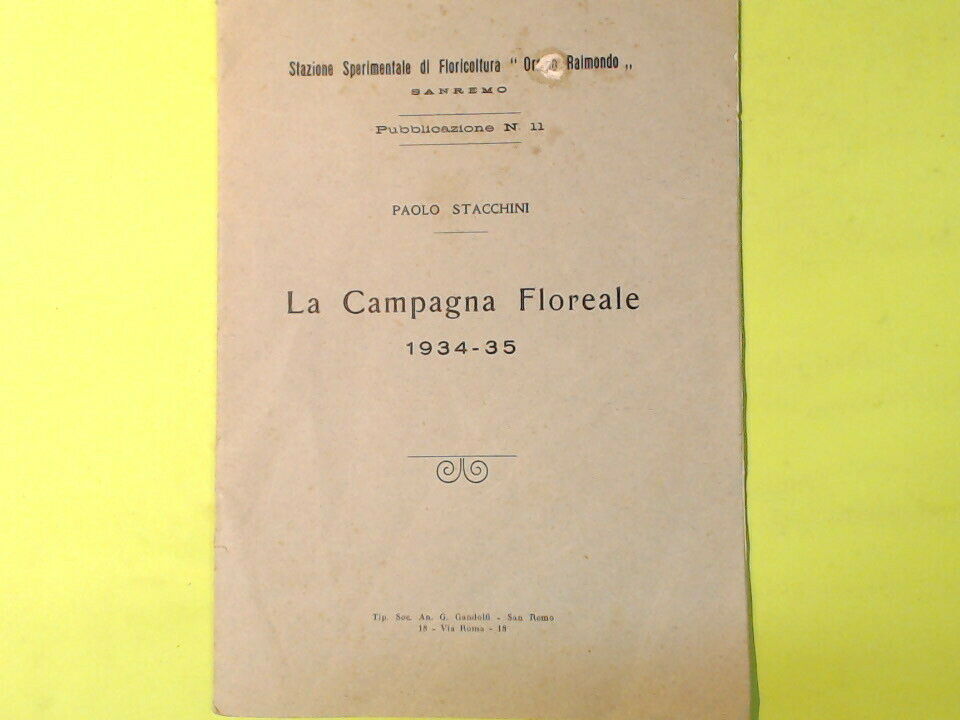 Stazione Sperimentale di Floricoltura " Raimondo „
SANREMO
Pubblicazione N. 11
PAOLO STACCHINI
La Campagna Floreale
1934-35
Tip. Soc. An. G. Gandolfi - San Remo
18 - Via Roma - 18